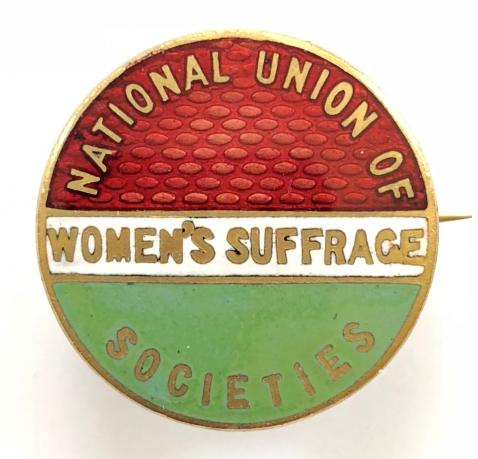 NATIONAL UNION OF
WOMEN'S SUFFRAGE
SOCIETIES